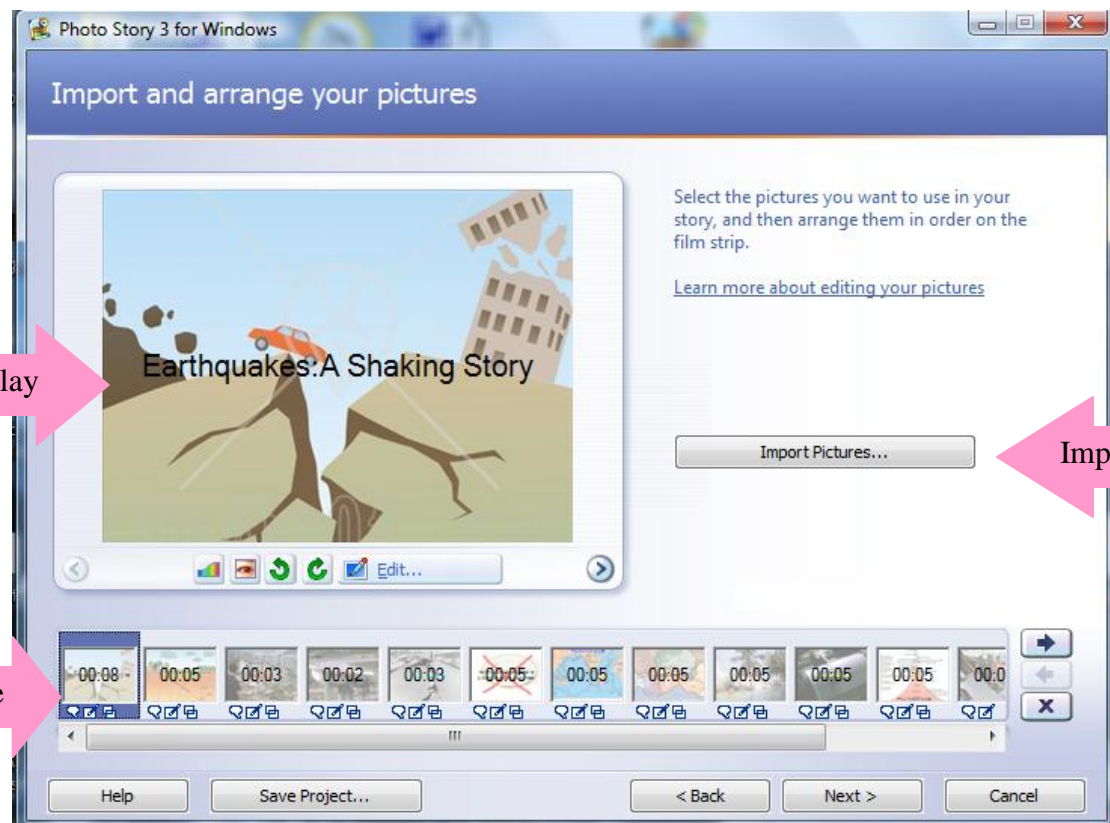 Photo Story 3 for Windows
Import and arrange your pictures
Select the pictures you want to use in your
story, and then arrange them in order on the
film strip.
Learn more about editing your pictures
Earthquakes:A Shaking Story
lay
Import Pictures...
Imp
Edit...
00:08 00:05 00:03 00:02 00:03 00:05 00:05 00:05 00:05 00:05 00:05 00:0
e
Help Save Project... < Back Next > Cancel